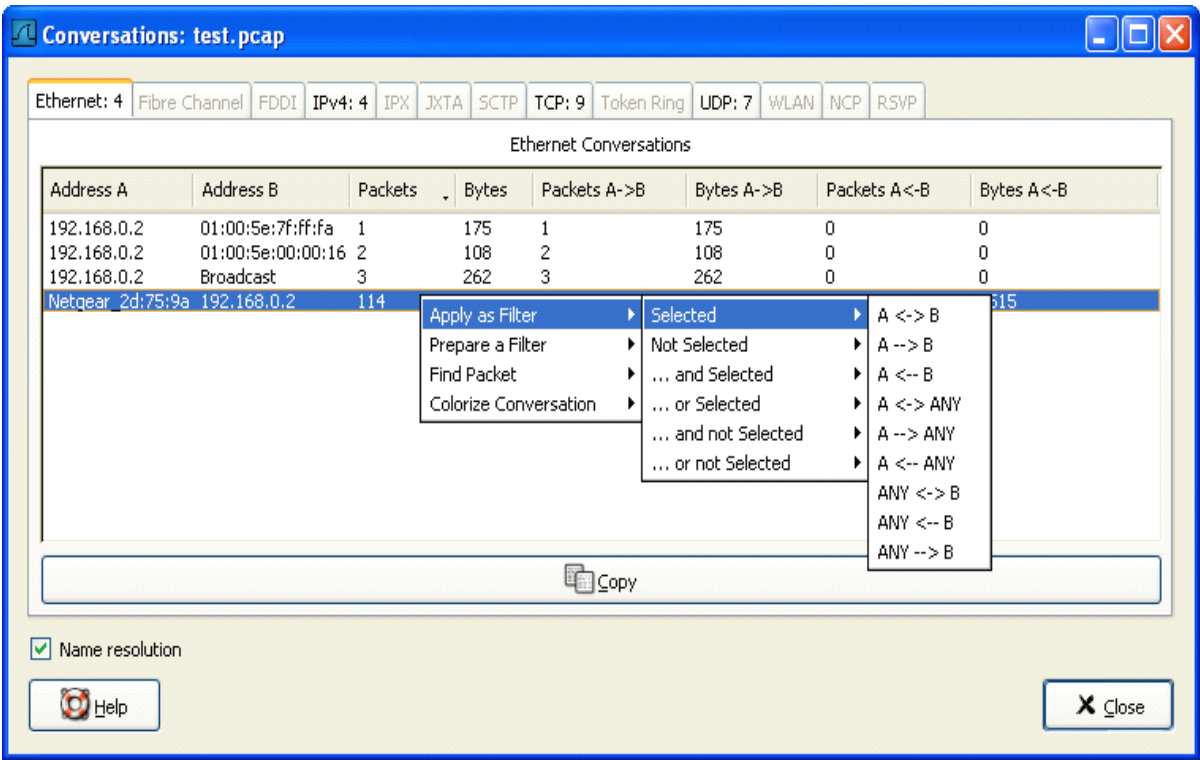 Conversations: test.pcap
Ethernet: 4 Fibre Channel FDDI IPv4: 4 IPX JXTA SCTP TCP: 9 Token Ring UDP: 7 WLAN NCP RSVP
Ethernet Conversations
Address A Address B Packets Bytes Packets A->B Bytes A->B Packets A<-B Bytes A<-B
192.168.0.2 01:00:5e:7f:ff:fa 1 175 1 175 0 0
192.168.0.2 01:00:5e:00:00:16 2 108 2 108 0 0
192.168.0.2 Broadcast 3 262 3 262 0 0
Netgear_2d:75:9a 192.168.0.2 114 515
Apply as Filter Selected A <-> B
Prepare a Filter Not Selected A --> B
Find Packet ... and Selected A <-- B
Colorize Conversation ... or Selected A <-> ANY
... and not Selected A --> ANY
... or not Selected A <-- ANY
ANY <-> B
ANY <-- B
ANY --> B
Copy
Name resolution
Help Close